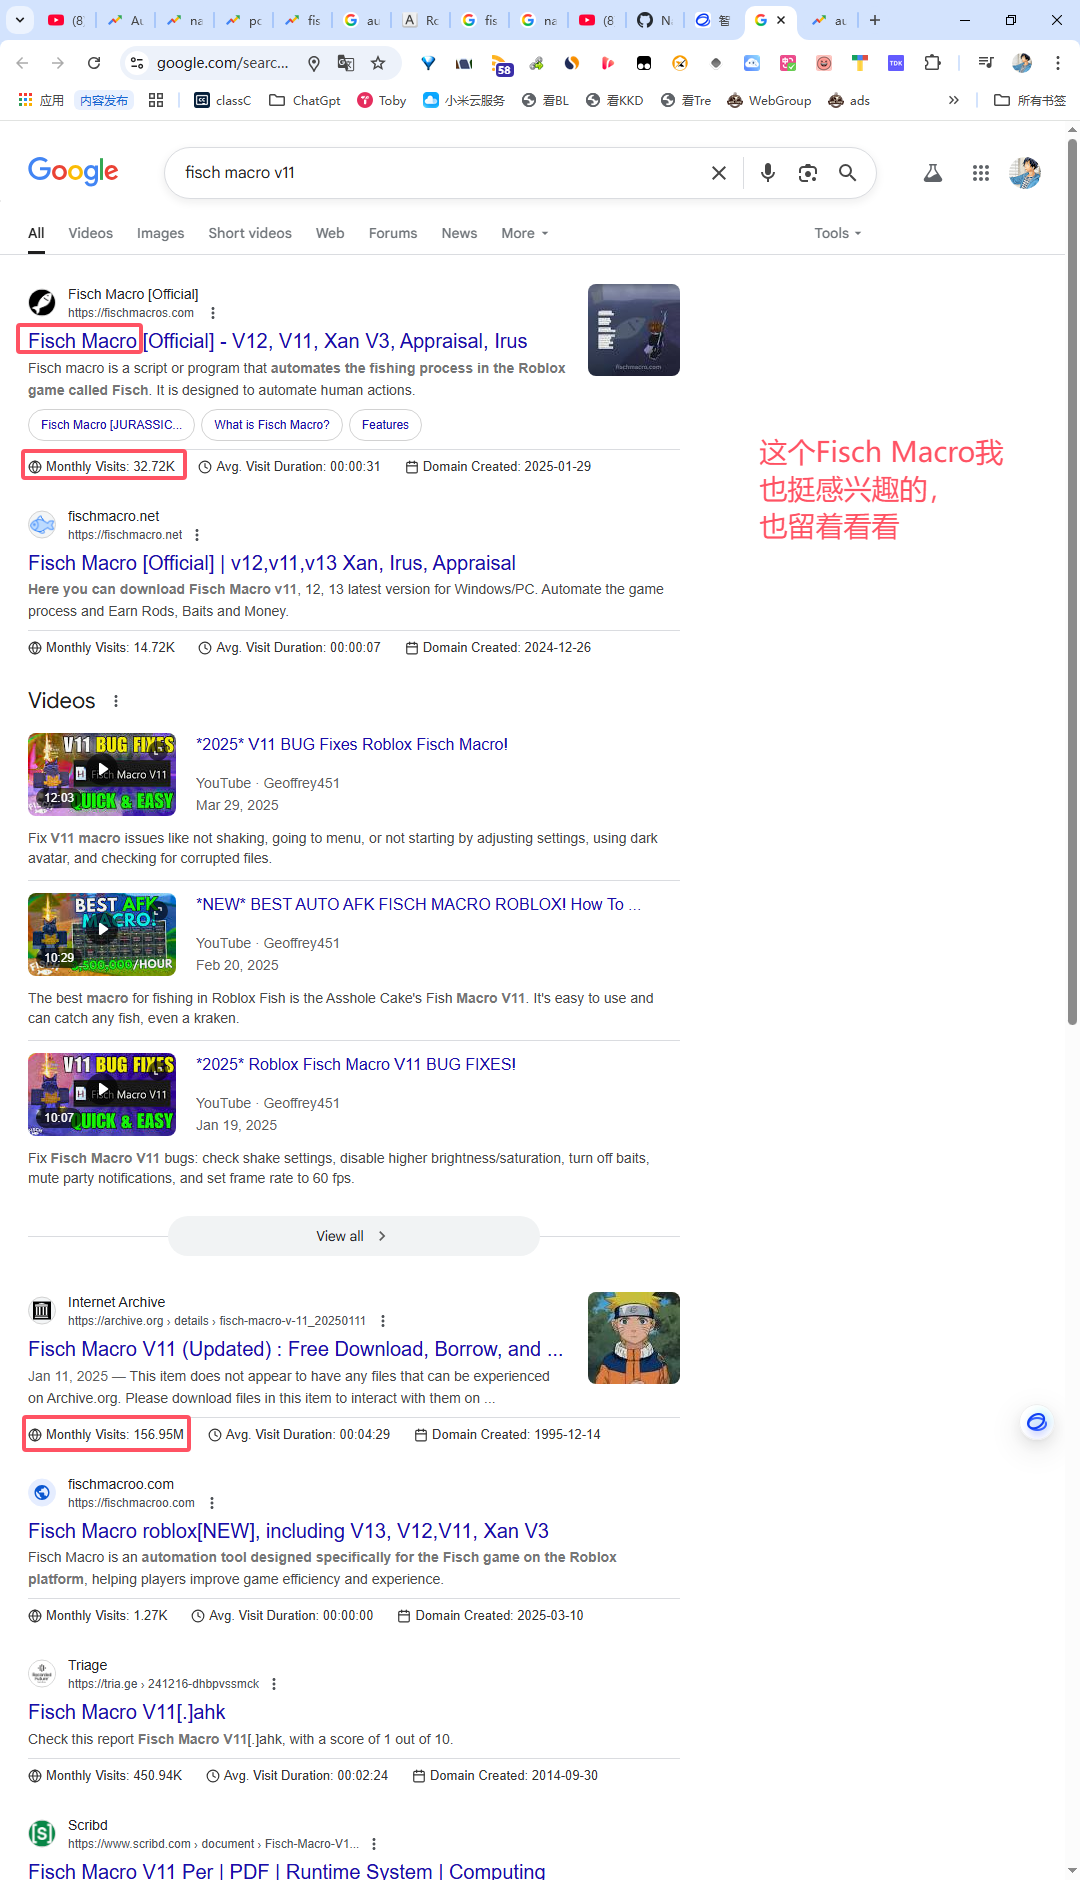 (8
Au
na
po
fis
au
Ro
fis
na
(8
Na
智
au
google.com/searc...
58
TDK
应用
内容发布
classC
ChatGpt
Toby
小米云服务
看BL
看KKD
看Tre
WebGroup
ads
所有书签
Google
fisch macro v11
All
Videos
Images
Short videos
Web
Forums
News
More
Tools
Fisch Macro [Official]
https://fischmacros.com
Fisch Macro [Official] - V12, V11, Xan V3, Appraisal, Irus
Fisch macro is a script or program that automates the fishing process in the Roblox
game called Fisch. It is designed to automate human actions.
fischmacro.com
Fisch Macro [JURASSIC...
What is Fisch Macro?
Features
Monthly Visits: 32.72K
Avg. Visit Duration: 00:00:31
Domain Created: 2025-01-29
这个Fisch Macro我
也挺感兴趣的，
也留着看看
fischmacro.net
https://fischmacro.net
Fisch Macro [Official] | v12,v11,v13 Xan, Irus, Appraisal
Here you can download Fisch Macro v11, 12, 13 latest version for Windows/PC. Automate the game
process and Earn Rods, Baits and Money.
Monthly Visits: 14.72K
Avg. Visit Duration: 00:00:07
Domain Created: 2024-12-26
Videos
V11 BUG FIXES
Fisch Macro V11
12:03
QUICK & EASY
*2025* V11 BUG Fixes Roblox Fisch Macro!
YouTube · Geoffrey451
Mar 29, 2025
Fix V11 macro issues like not shaking, going to menu, or not starting by adjusting settings, using dark
avatar, and checking for corrupted files.
BEST AFK
MACRO!
10:29
,500,000/HOUR
*NEW* BEST AUTO AFK FISCH MACRO ROBLOX! How To ...
YouTube · Geoffrey451
Feb 20, 2025
The best macro for fishing in Roblox Fish is the Asshole Cake's Fish Macro V11. It's easy to use and
can catch any fish, even a kraken.
V11 BUG FIXES
Fisch Macro V11
10:07
QUICK & EASY
*2025* Roblox Fisch Macro V11 BUG FIXES!
YouTube · Geoffrey451
Jan 19, 2025
Fix Fisch Macro V11 bugs: check shake settings, disable higher brightness/saturation, turn off baits,
mute party notifications, and set frame rate to 60 fps.
View all
Internet Archive
https://archive.org › details › fisch-macro-v-11_20250111
Fisch Macro V11 (Updated) : Free Download, Borrow, and ...
Jan 11, 2025 — This item does not appear to have any files that can be experienced
on Archive.org. Please download files in this item to interact with them on ...
Monthly Visits: 156.95M
Avg. Visit Duration: 00:04:29
Domain Created: 1995-12-14
fischmacroo.com
https://fischmacroo.com
Fisch Macro roblox[NEW], including V13, V12,V11, Xan V3
Fisch Macro is an automation tool designed specifically for the Fisch game on the Roblox
platform, helping players improve game efficiency and experience.
Monthly Visits: 1.27K
Avg. Visit Duration: 00:00:00
Domain Created: 2025-03-10
Triage
https://tria.ge › 241216-dhbpvssmck
Fisch Macro V11[.]ahk
Check this report Fisch Macro V11[.]ahk, with a score of 1 out of 10.
Monthly Visits: 450.94K
Avg. Visit Duration: 00:02:24
Domain Created: 2014-09-30
Scribd
https://www.scribd.com › document › Fisch-Macro-V1...
Fisch Macro V11 Per | PDF | Runtime System | Computing